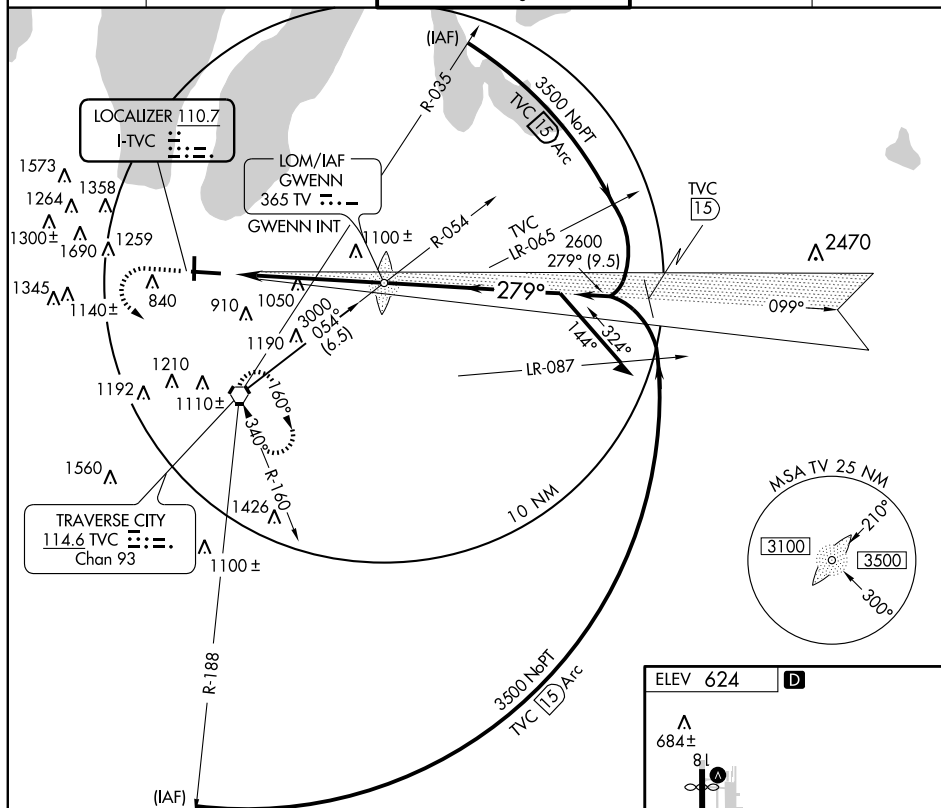 (IAF)
R-035
3500 NoPT
TVC 15 Arc
LOCALIZER 110.7
I-TVC
LOM/IAF
GWENN
365 TV
GWENN INT
1573
1264
1358
1300±
1690
1259
1345
1140±
840
910
1050
1100±
R-054
TVC
LR-065
TVC
15
2600
279° (9.5)
2470
279°
099°
3000
054°
(6.5)
1190
144°
324°
LR-087
1210
1192
1110±
160°
340°
R-160
1560
1426
10 NM
TRAVERSE CITY
114.6 TVC
Chan 93
1100±
R-188
3500 NoPT
TVC 15 Arc
(IAF)
MSA TV 25 NM
210°
3100
3500
300°
ELEV 624
D
684±
18